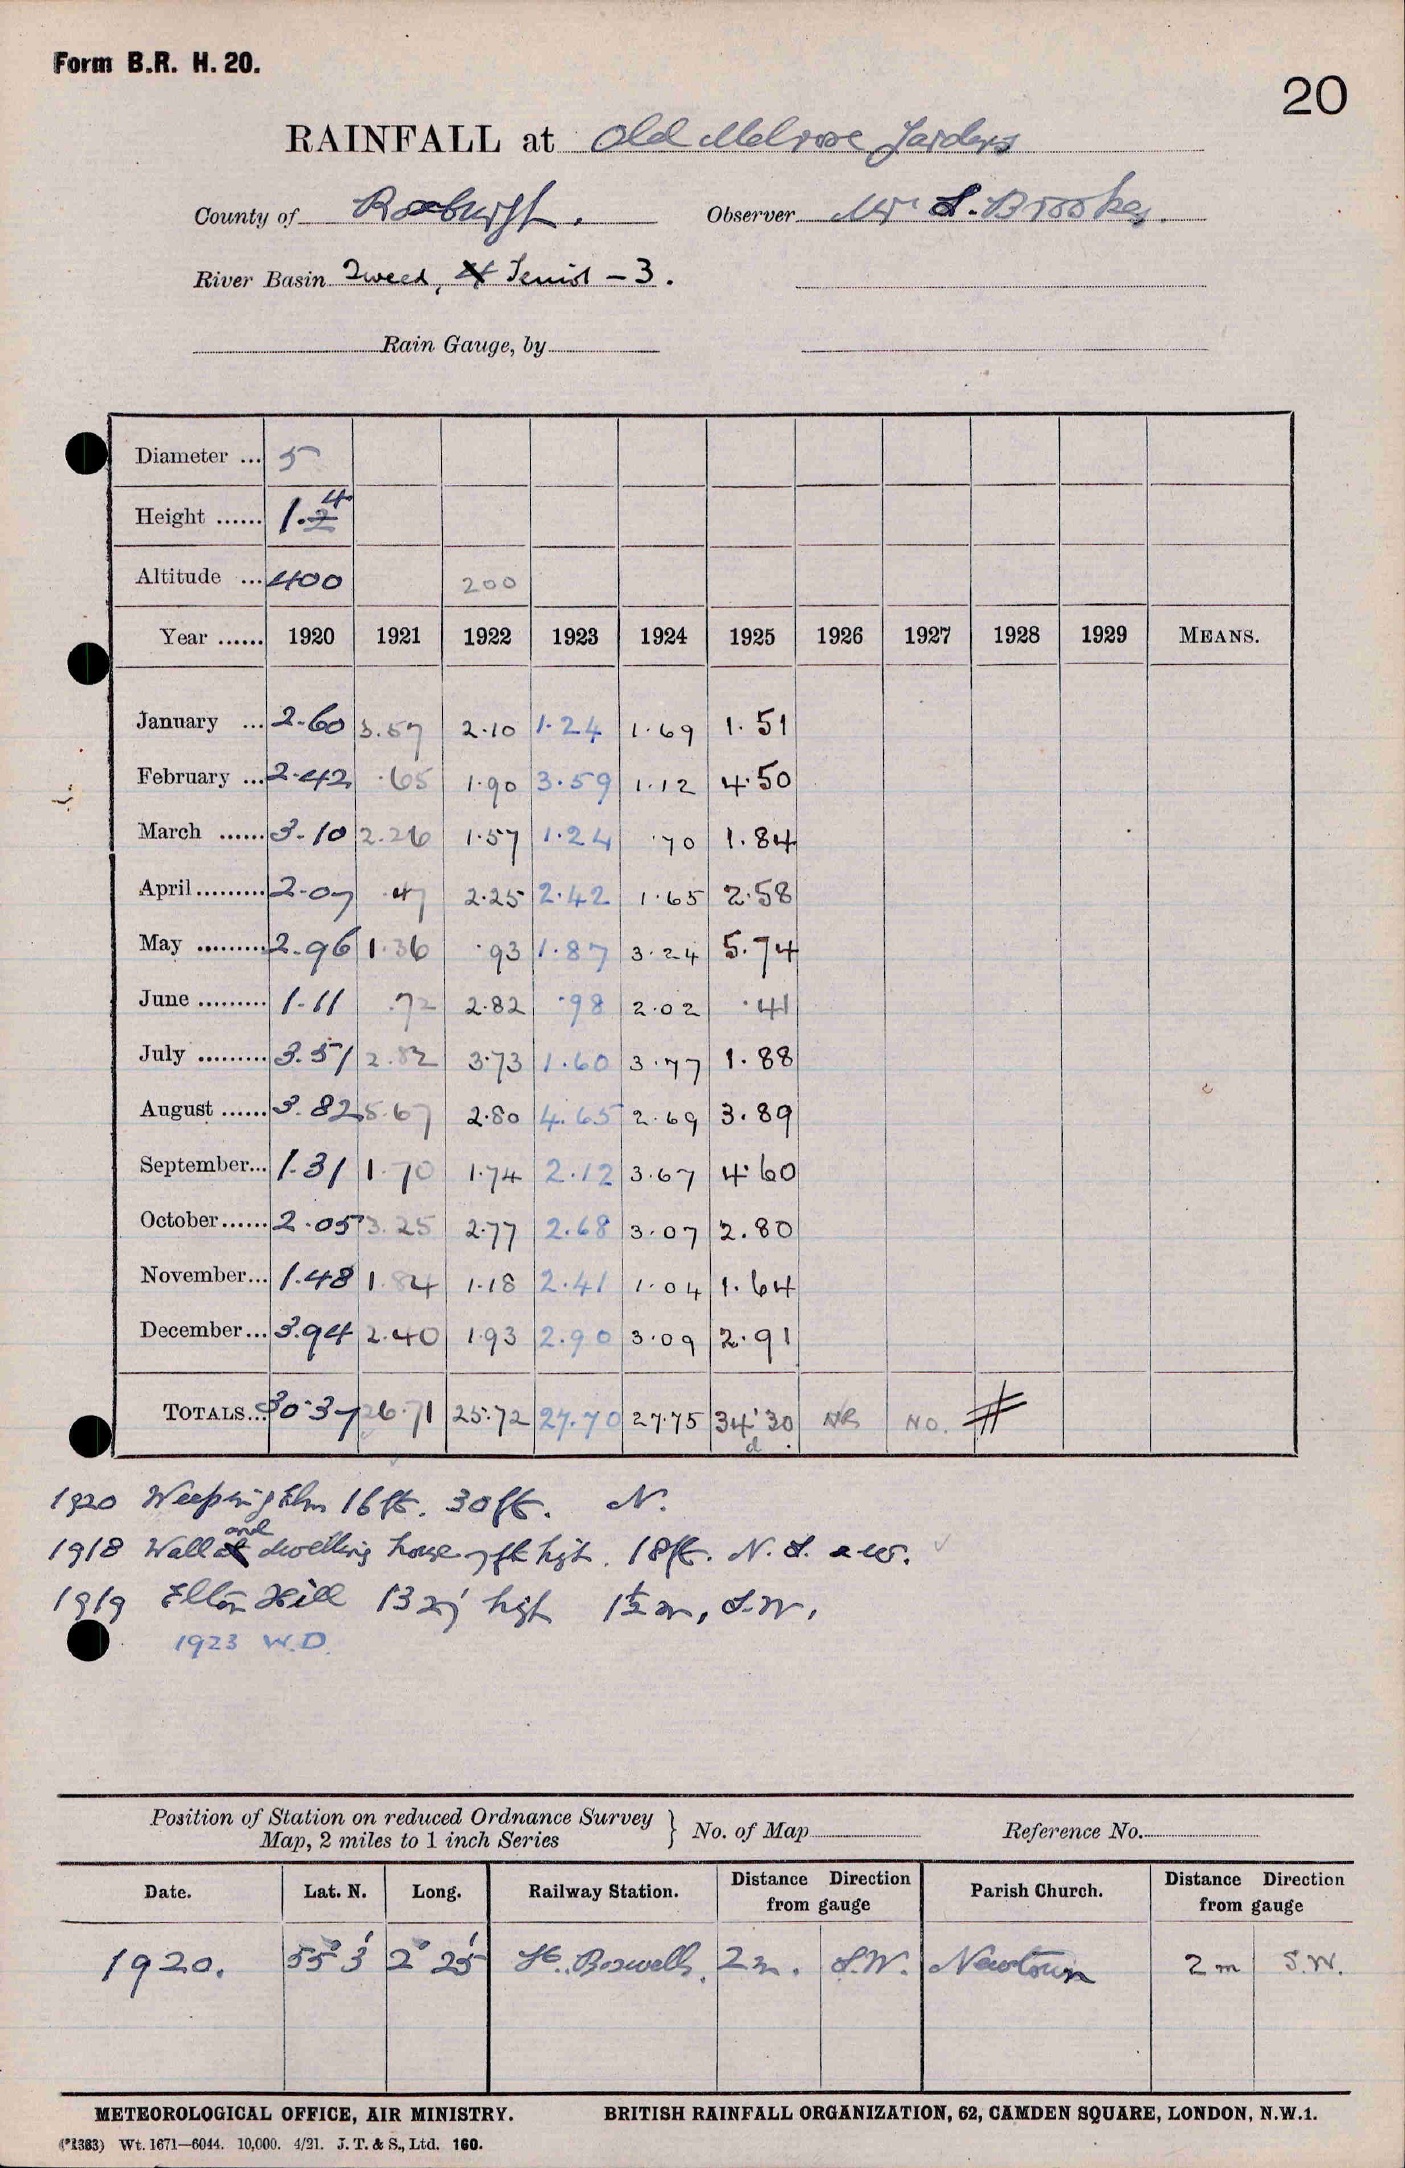 Form B.R. H. 20.
20
RAINFALL at Old Melrose Gardens
County of Roxburgh. Observer Mr S. Brookes.
River Basin Tweed, Teviot - 3.
Rain Gauge, by
Diameter ... 5
Height ...... 1.2 4
Altitude ... 400 200
Year ...... 1920 1921 1922 1923 1924 1925 1926 1927 1928 1929 MEANS.
January ... 2.60 3.57 2.10 1.24 1.69 1.51
February ... 2.42 .65 1.90 3.59 1.12 4.50
March ...... 3.10 2.26 1.57 1.24 .70 1.84
April ......... 2.07 .47 2.25 2.42 1.65 2.58
May ......... 2.96 1.36 .93 1.87 3.24 5.74
June ......... 1.11 .72 2.82 .98 2.02 .41
July ......... 3.51 2.82 3.73 1.60 3.77 1.88
August ...... 3.82 5.67 2.80 4.65 2.69 3.89
September... 1.31 1.70 1.74 2.12 3.67 4.60
October...... 2.05 3.25 2.77 2.68 3.07 2.80
November... 1.48 1.84 1.18 2.41 1.04 1.64
December... 3.94 2.40 1.93 2.90 3.09 2.91
TOTALS... 30.37 26.71 25.72 27.70 27.75 34.30 NR NO. #
d
1920 Weeping Elm 16ft. 30ft. N.
1918 Wall and dwelling house 7ft high. 18ft. N. S. & W.
1919 Hill high 1½ m, S.W.
1923 W.D.
Position of Station on reduced Ordnance Survey
Map, 2 miles to 1 inch Series } No. of Map Reference No.
Date. Lat. N. Long. Railway Station. Distance Direction from gauge Parish Church. Distance Direction from gauge
1920. 55° 3' 2° 25' St. Boswells. 2 m. S.W. Newtown 2 m S.W.
METEOROLOGICAL OFFICE, AIR MINISTRY. BRITISH RAINFALL ORGANIZATION, 62, CAMDEN SQUARE, LONDON, N.W.1.
(*1383) Wt. 1671—6044. 10,000. 4/21. J. T. & S., Ltd. 160.